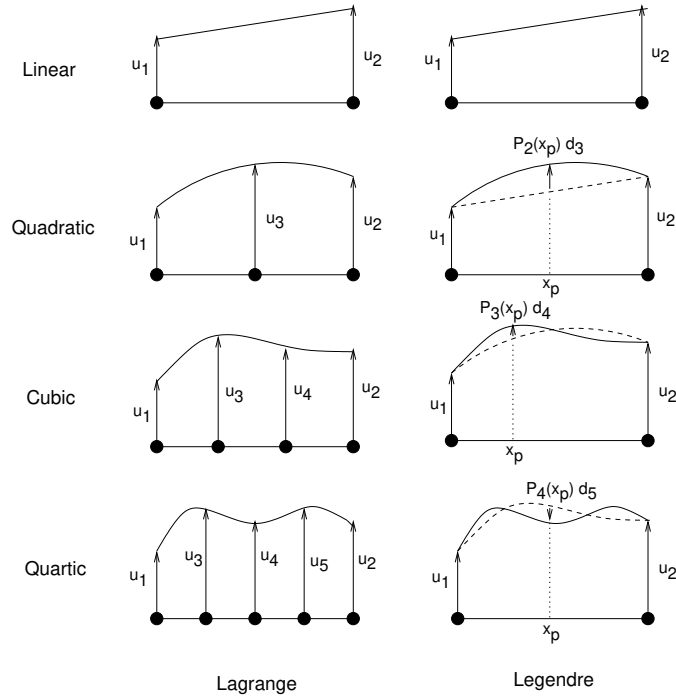 Linear
u1
u2
u1
u2
Quadratic
u1
u3
u2
P2(xp) d3
u1
u2
xp
Cubic
u1
u3
u4
u2
P3(xp) d4
u1
u2
xp
Quartic
u1
u3
u4
u5
u2
P4(xp) d5
u1
u2
xp
Lagrange
Legendre